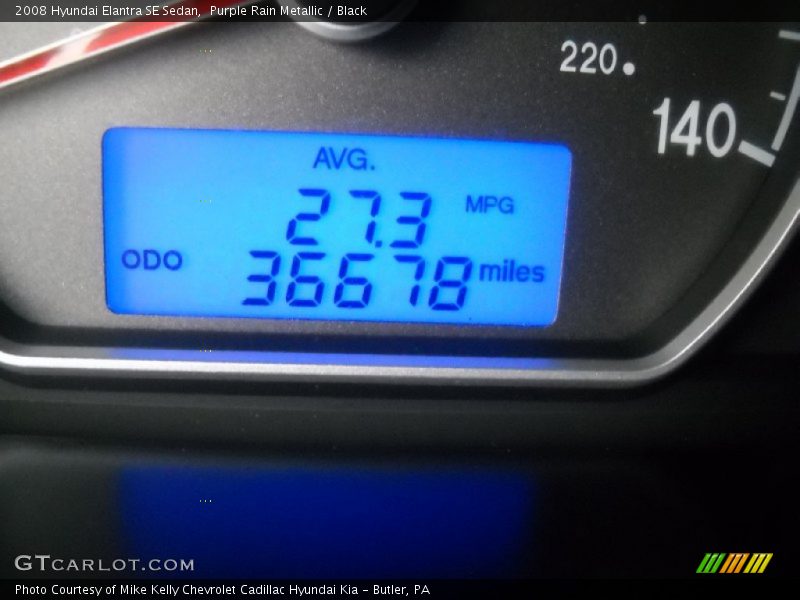 2008 Hyundai Elantra SE Sedan,  Purple Rain Metallic / Black
220.
140
AVG.
27.3 MPG
ODO 36678 miles
GTCARLOT.COM
Photo Courtesy of Mike Kelly Chevrolet Cadillac Hyundai Kia - Butler, PA